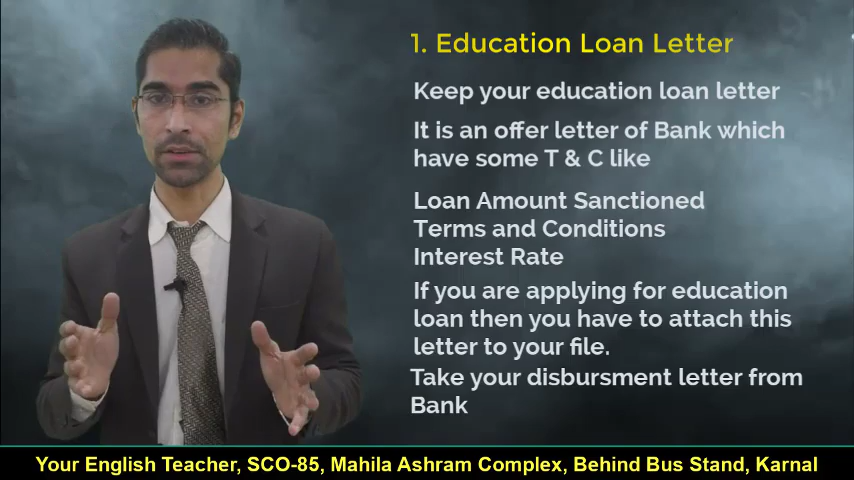 1. Education Loan Letter
Keep your education loan letter
It is an offer letter of Bank which
have some T & C like
Loan Amount Sanctioned
Terms and Conditions
Interest Rate
If you are applying for education
loan then you have to attach this
letter to your file.
Take your disbursment letter from
Bank
Your English Teacher, SCO-85, Mahila Ashram Complex, Behind Bus Stand, Karnal